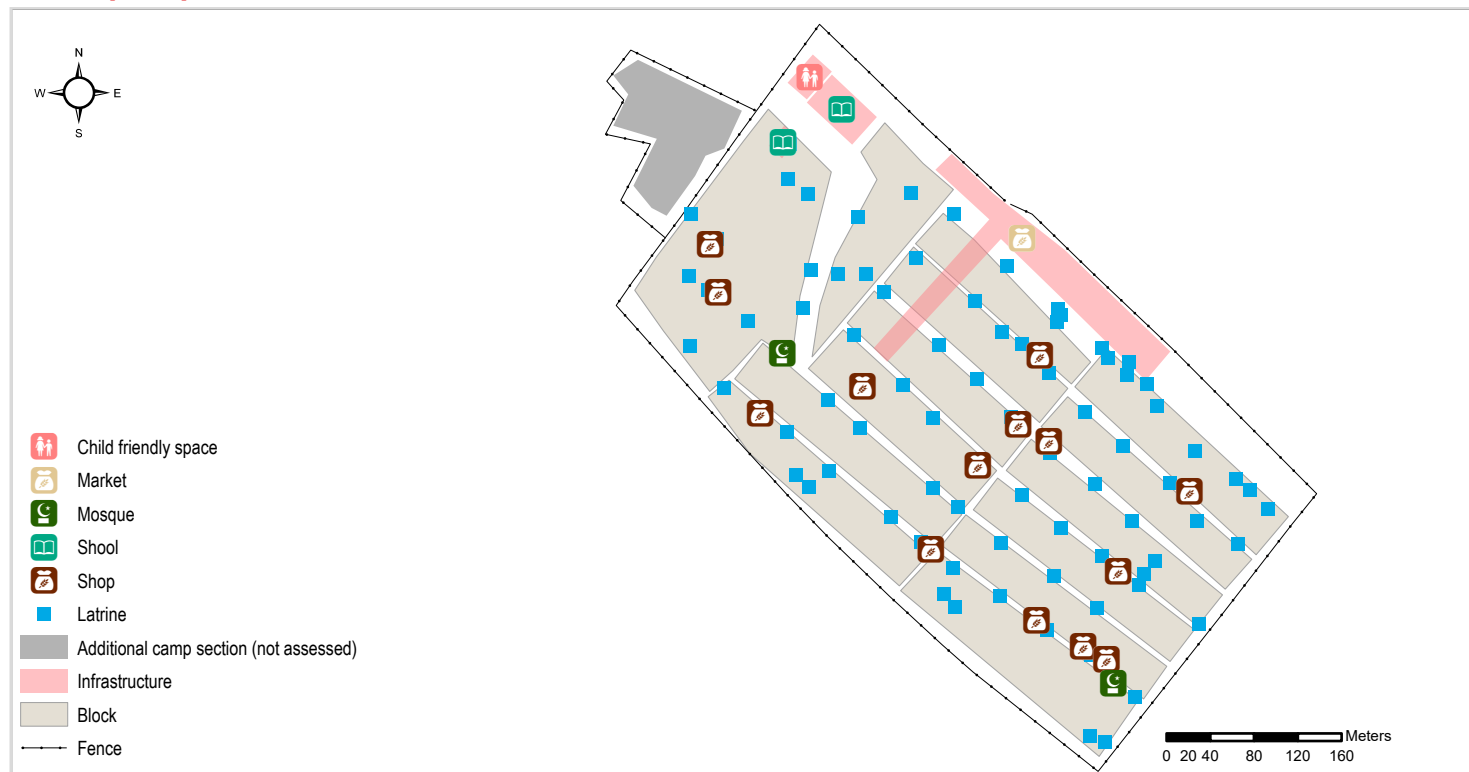 N
W E
S
Child friendly space
Market
Mosque
Shool
Shop
Latrine
Additional camp section (not assessed)
Infrastructure
Block
Fence
Meters
0 20 40 80 120 160